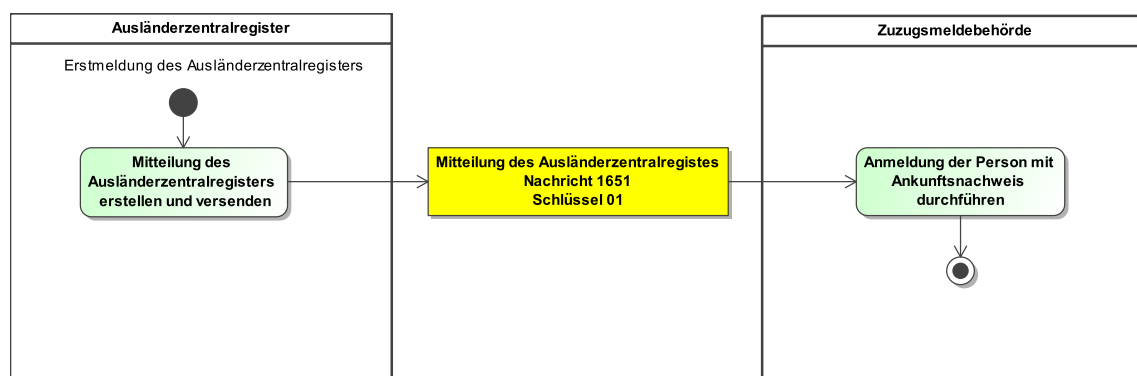 Ausländerzentralregister
Zuzugsmeldebehörde
Erstmeldung des Ausländerzentralregisters
Mitteilung des
Ausländerzentralregisters
erstellen und versenden
Mitteilung des Ausländerzentralregistes
Nachricht 1651
Schlüssel 01
Anmeldung der Person mit
Ankunftsnachweis
durchführen